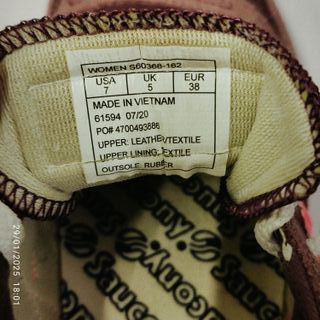 WOMEN S60368-162
USA UK EUR
7 5 38
MADE IN VIETNAM
61594 07/20
PO# 4700493886
UPPER: LEATHER/TEXTILE
UPPER LINING: TEXTILE
OUTSOLE: RUBBER
Saucony
29/01/2025 18:01